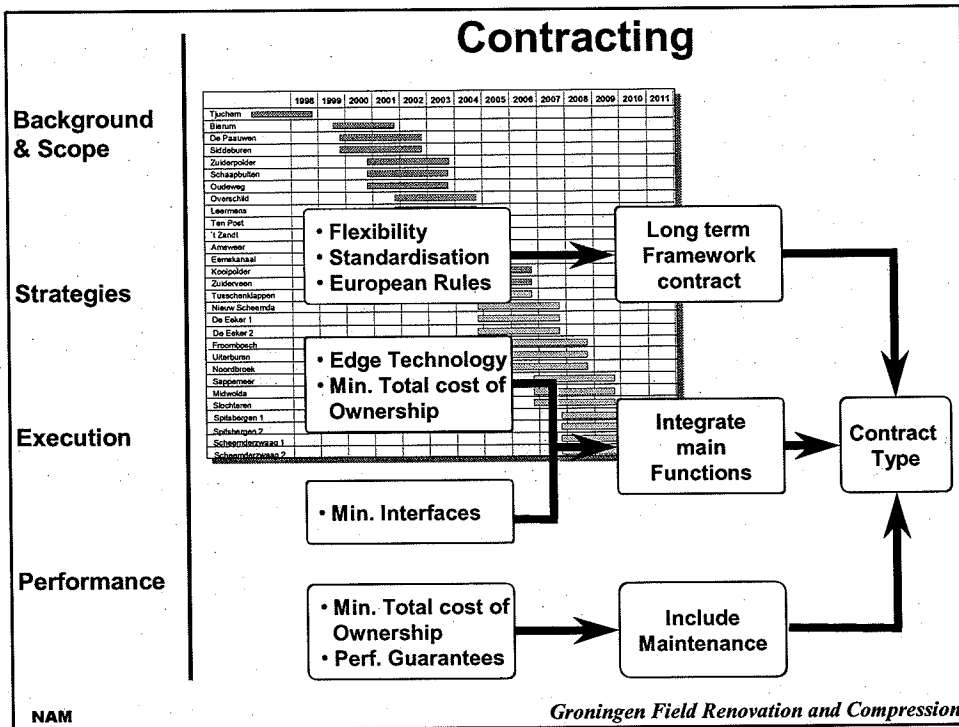 Contracting
Background
& Scope
Strategies
Execution
Performance
1998 1999 2000 2001 2002 2003 2004 2005 2006 2007 2008 2009 2010 2011
Tjuchem
Bierum
De Paauwen
Siddeburen
Zuiderpolder
Schaapbulten
Oudeweg
Overschild
Leermens
Ten Post
't Zandt
Amsweer
Eemskanaal
Kooipolder
Zuiderveen
Tusschenklappen
Nieuw Scheemda
De Eeker 1
De Eeker 2
Froombosch
Uiterburen
Noordbroek
Sappemeer
Midwolda
Slochteren
Spitsbergen 1
Spitsbergen 2
Scheemderzwaag 1
Scheemderzwaag 2
• Flexibility
• Standardisation
• European Rules
Long term
Framework
contract
• Edge Technology
• Min. Total cost of
Ownership
• Min. Interfaces
Integrate
main
Functions
Contract
Type
• Min. Total cost of
Ownership
• Perf. Guarantees
Include
Maintenance
NAM
Groningen Field Renovation and Compression